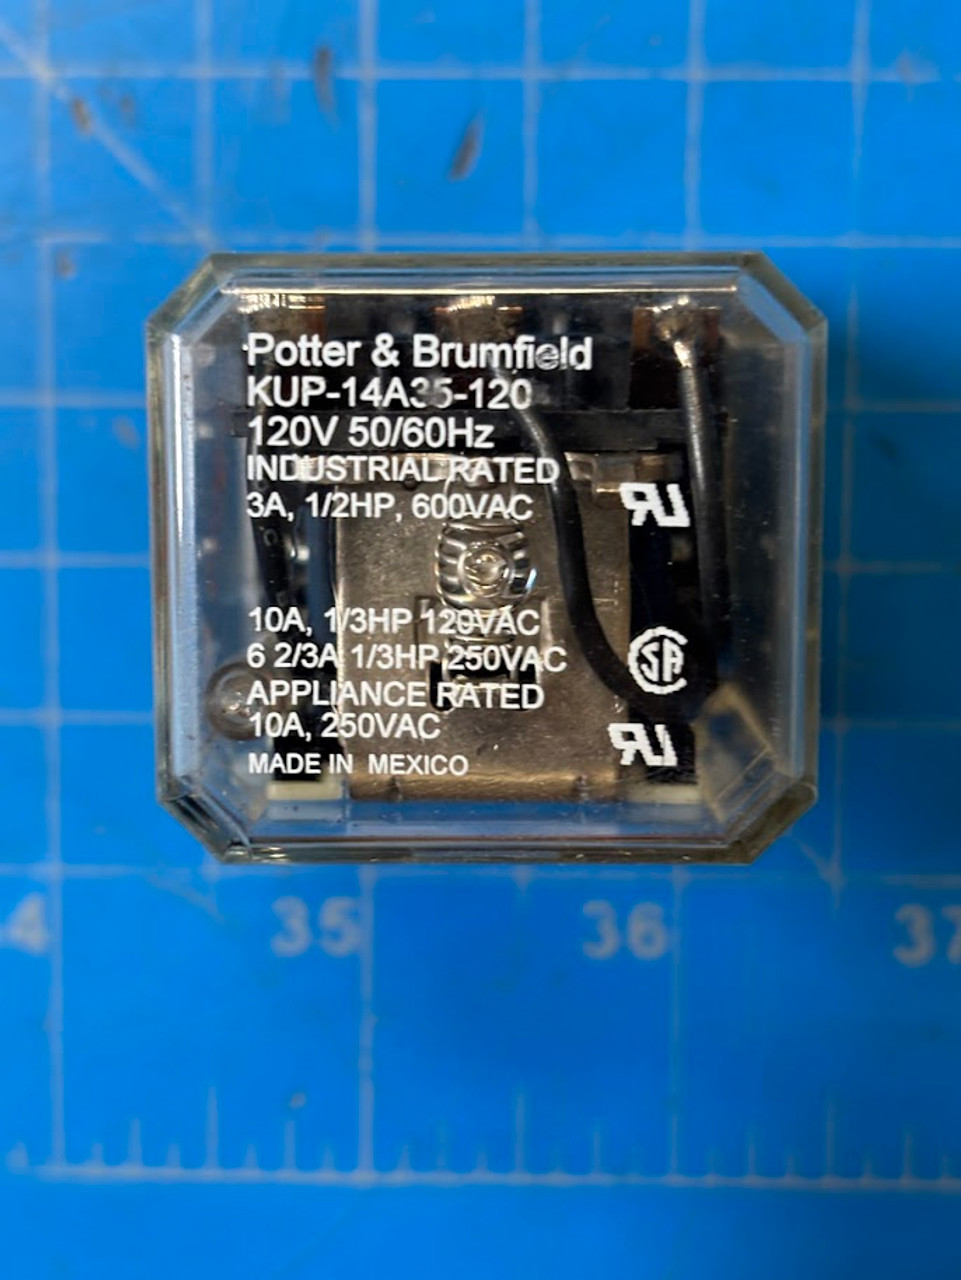 Potter & Brumfield
KUP-14A35-120
120V 50/60Hz
INDUSTRIAL RATED
3A, 1/2HP, 600VAC
10A, 1/3HP 120VAC
6 2/3A 1/3HP 250VAC
APPLIANCE RATED
10A, 250VAC
MADE IN MEXICO
35
36
37